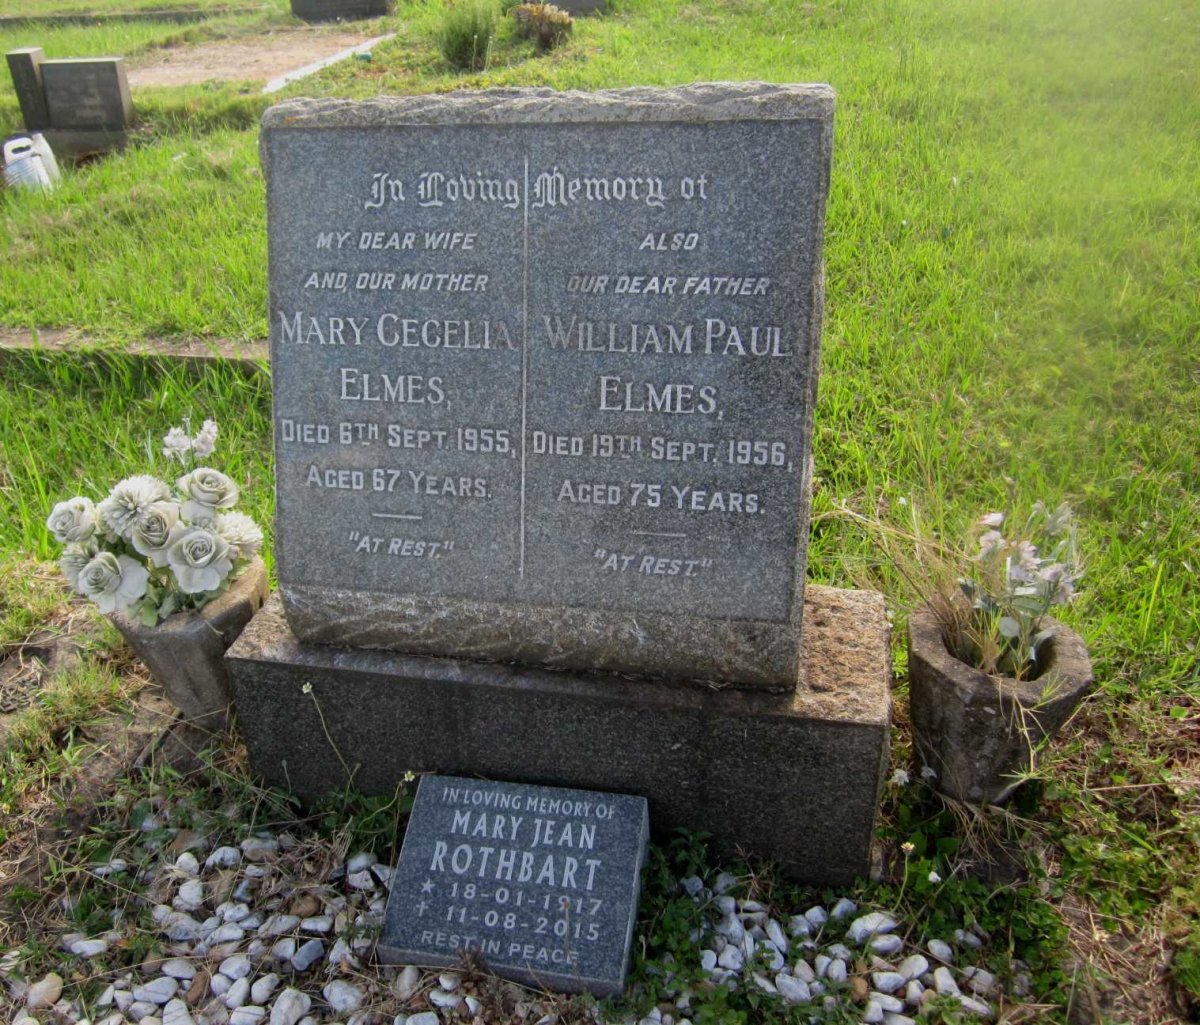 In Loving Memory of
MY DEAR WIFE
AND OUR MOTHER
MARY CECELIA
ELMES,
DIED 6TH SEPT. 1955,
AGED 67 YEARS.
"AT REST."
ALSO
OUR DEAR FATHER
WILLIAM PAUL
ELMES,
DIED 19TH SEPT. 1956,
AGED 75 YEARS.
"AT REST."
IN LOVING MEMORY OF
MARY JEAN
ROTHBART
★ 18-01-1917
† 11-08-2015
REST IN PEACE